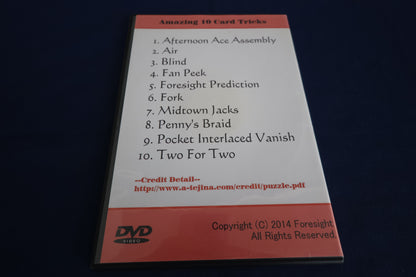 Amazing 10 Card Tricks
1. Afternoon Ace Assembly
2. Air
3. Blind
4. Fan Peek
5. Foresight Prediction
6. Fork
7. Midtown Jacks
8. Penny's Braid
9. Pocket Interlaced Vanish
10. Two For Two
--Credit Detail--
http://www.a-tejina.com/credit/puzzle.pdf
DVD
VIDEO
Copyright (C) 2014 Foresight.
All Rights Reserved.